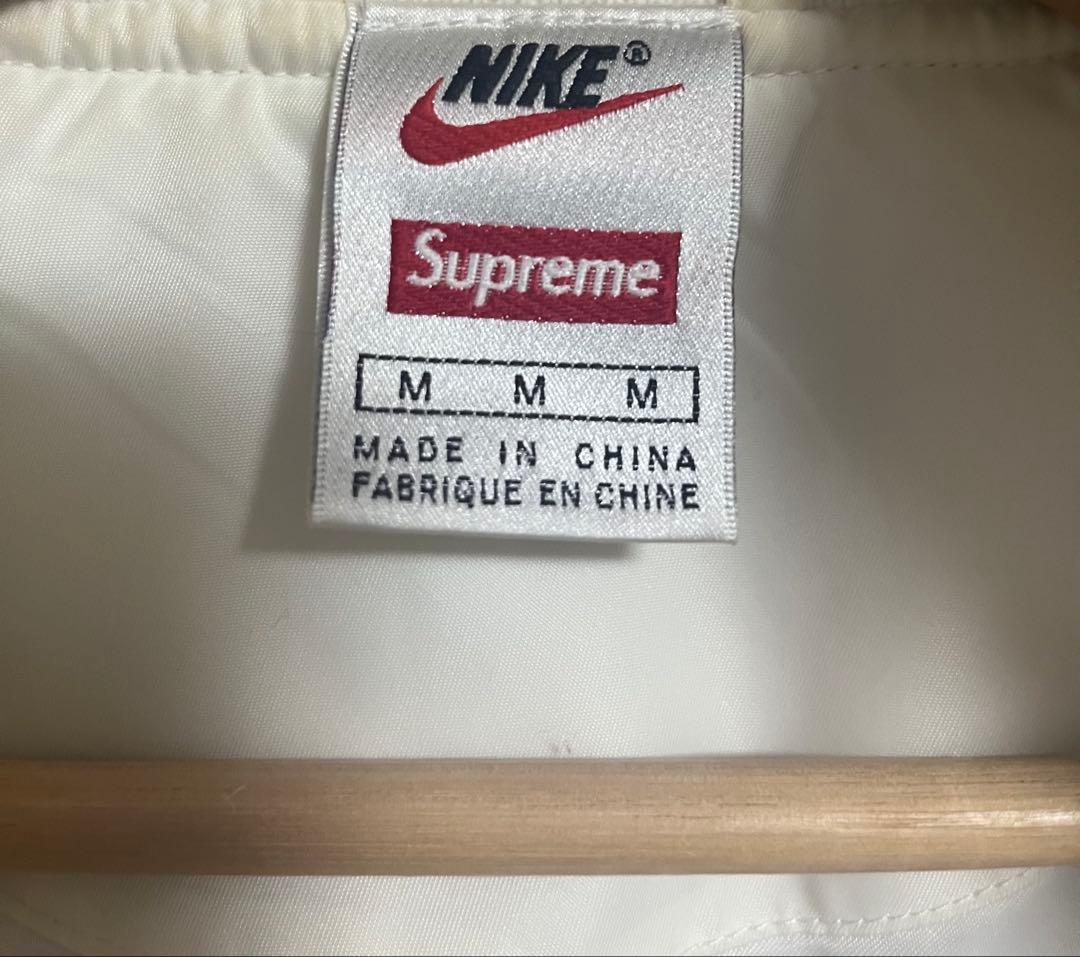 NIKE®
Supreme
M M M
MADE IN CHINA
FABRIQUE EN CHINE